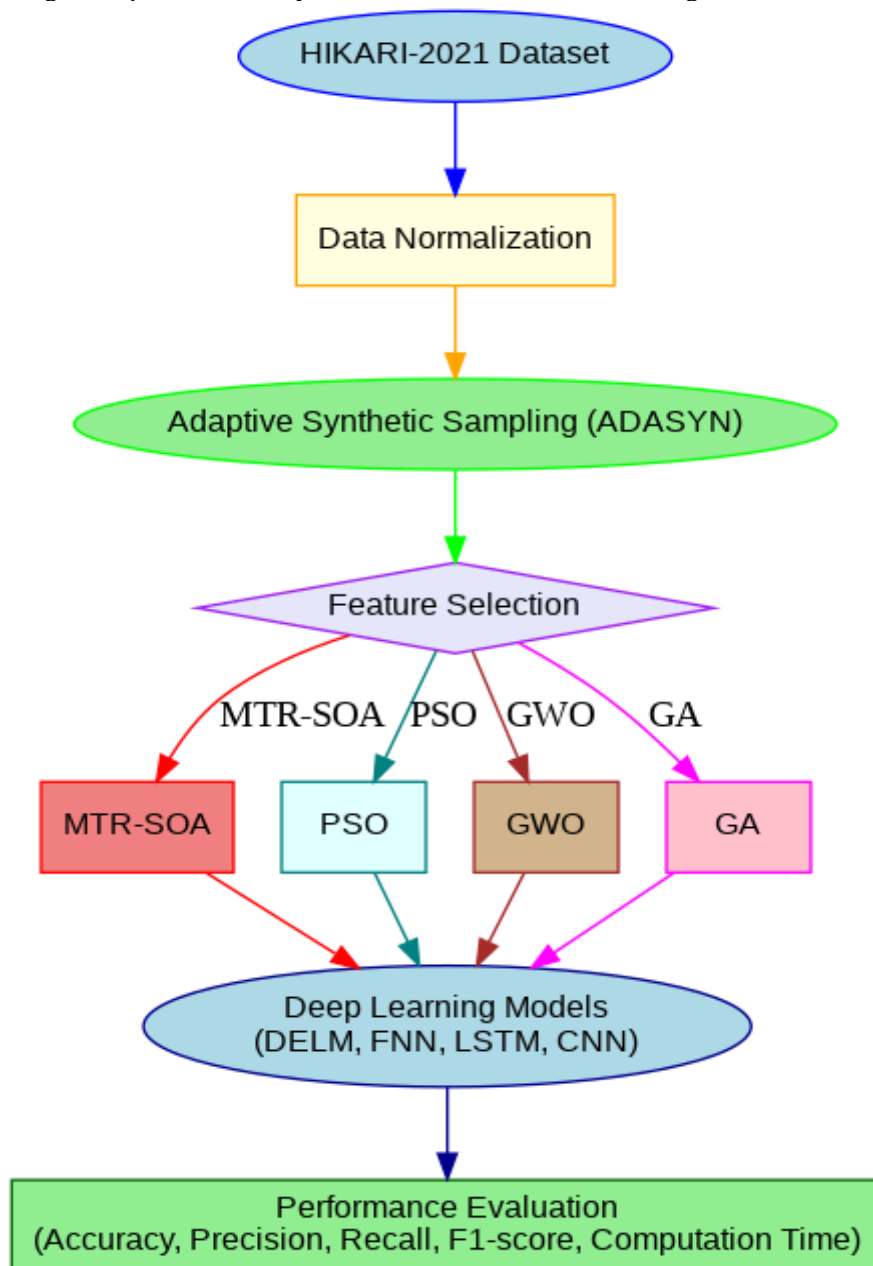 HIKARI-2021 Dataset
Data Normalization
Adaptive Synthetic Sampling (ADASYN)
Feature Selection
MTR-SOA PSO GWO GA
MTR-SOA PSO GWO GA
Deep Learning Models
(DELM, FNN, LSTM, CNN)
Performance Evaluation
(Accuracy, Precision, Recall, F1-score, Computation Time)